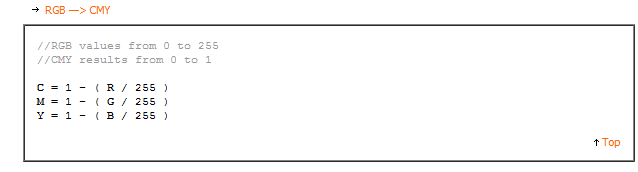 → RGB —> CMY
//RGB values from 0 to 255
//CMY results from 0 to 1
C = 1 - ( R / 255 )
M = 1 - ( G / 255 )
Y = 1 - ( B / 255 )
↑ Top